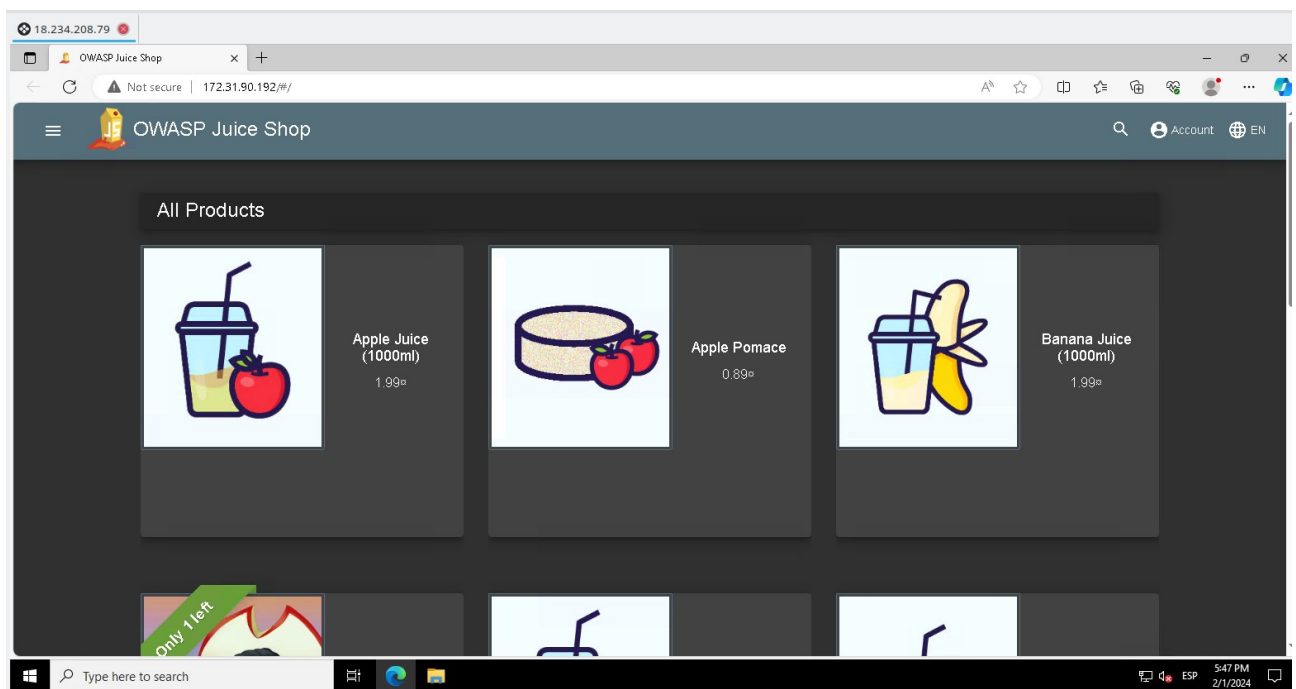 18.234.208.79
OWASP Juice Shop
Not secure | 172.31.90.192/#/
OWASP Juice Shop
Account
EN
All Products
Apple Juice
(1000ml)
1.99¤
Apple Pomace
0.89¤
Banana Juice
(1000ml)
1.99¤
Only 1 left
Type here to search
ESP
5:47 PM
2/1/2024